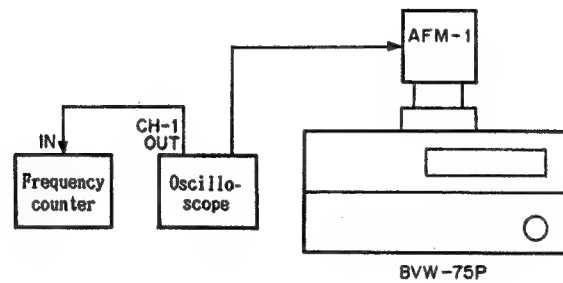 AFM-1
CH-1
OUT
IN
Frequency
counter
Oscillo-
scope
BVW-75P